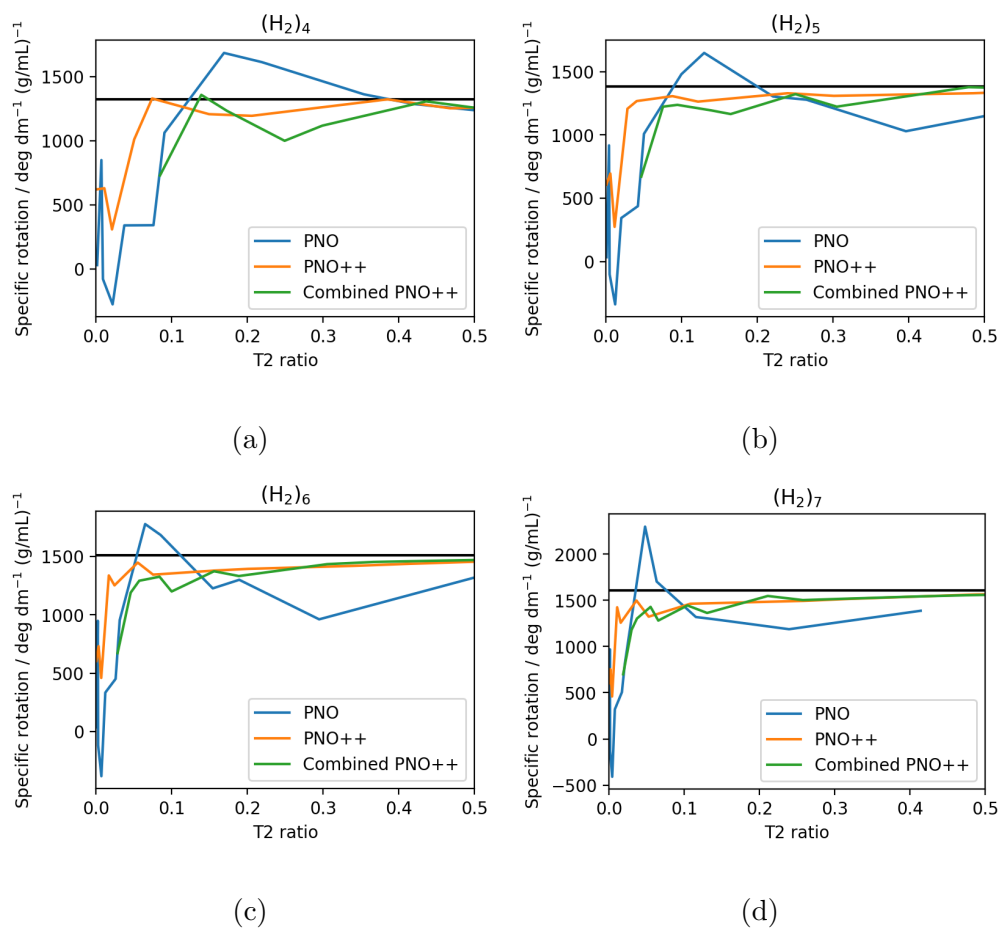 (H₂)₄
Specific rotation / deg dm⁻¹ (g/mL)⁻¹
1500
1000
500
0
PNO
PNO++
Combined PNO++
0.0 0.1 0.2 0.3 0.4 0.5
T2 ratio
(a)
(H₂)₅
Specific rotation / deg dm⁻¹ (g/mL)⁻¹
1500
1000
500
0
PNO
PNO++
Combined PNO++
0.0 0.1 0.2 0.3 0.4 0.5
T2 ratio
(b)
(H₂)₆
Specific rotation / deg dm⁻¹ (g/mL)⁻¹
1500
1000
500
0
PNO
PNO++
Combined PNO++
0.0 0.1 0.2 0.3 0.4 0.5
T2 ratio
(c)
(H₂)₇
Specific rotation / deg dm⁻¹ (g/mL)⁻¹
2000
1500
1000
500
0
−500
PNO
PNO++
Combined PNO++
0.0 0.1 0.2 0.3 0.4 0.5
T2 ratio
(d)